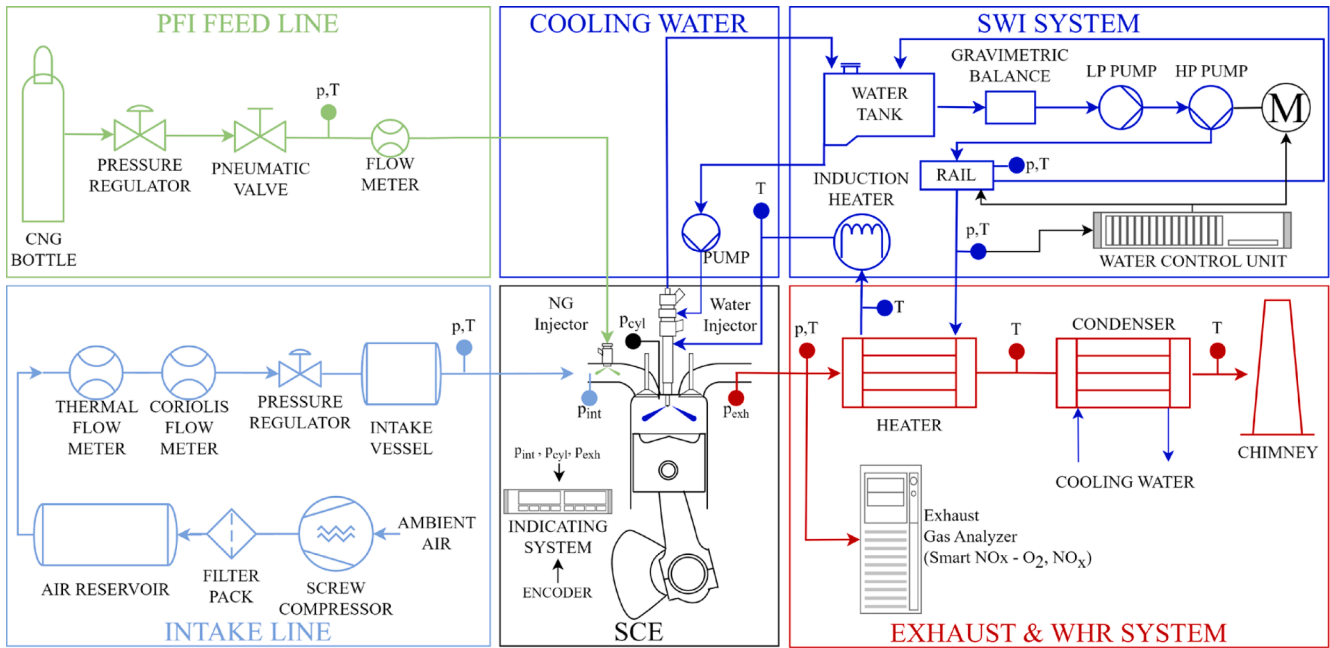 PFI FEED LINE
p,T
PRESSURE
REGULATOR
PNEUMATIC
VALVE
FLOW
METER
CNG
BOTTLE
COOLING WATER
T
PUMP
SWI SYSTEM
GRAVIMETRIC
BALANCE
LP PUMP
HP PUMP
WATER
TANK
M
RAIL
p,T
INDUCTION
HEATER
p,T
WATER CONTROL UNIT
p,T
THERMAL
FLOW
METER
CORIOLIS
FLOW
METER
PRESSURE
REGULATOR
INTAKE
VESSEL
AMBIENT
AIR
AIR RESERVOIR
FILTER
PACK
SCREW
COMPRESSOR
INTAKE LINE
NG
Injector
pcyl
Water
Injector
pint
pexh
pint , pcyl, pexh
INDICATING
SYSTEM
ENCODER
SCE
T
p,T
T
CONDENSER
T
HEATER
COOLING WATER
CHIMNEY
Exhaust
Gas Analyzer
(Smart NOx - O2, NOx)
EXHAUST & WHR SYSTEM